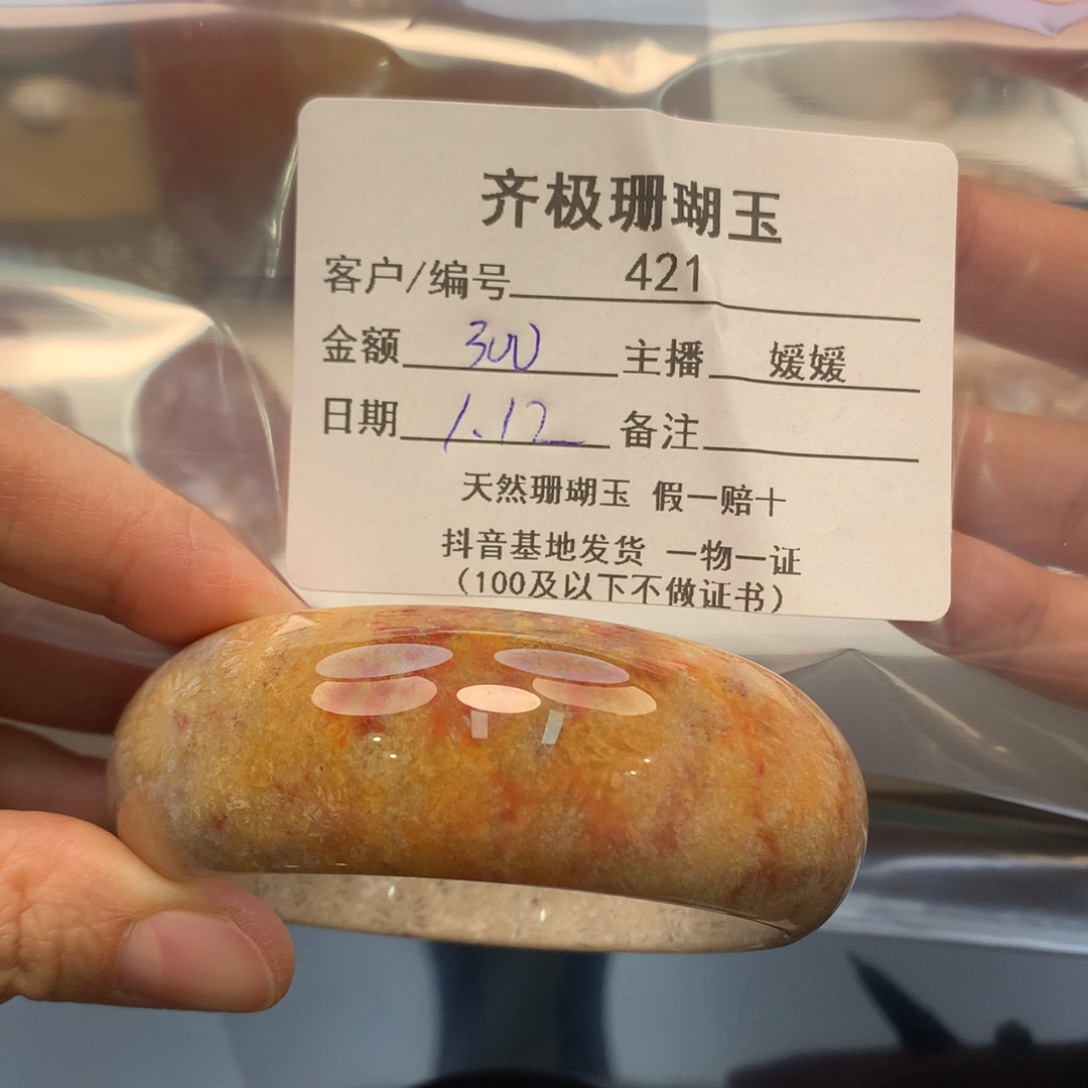 齐极珊瑚玉
客户/编号 421
金额 300 主播 媛媛
日期 1.12 备注
天然珊瑚玉 假一赔十
抖音基地发货 一物一证
（100及以下不做证书）